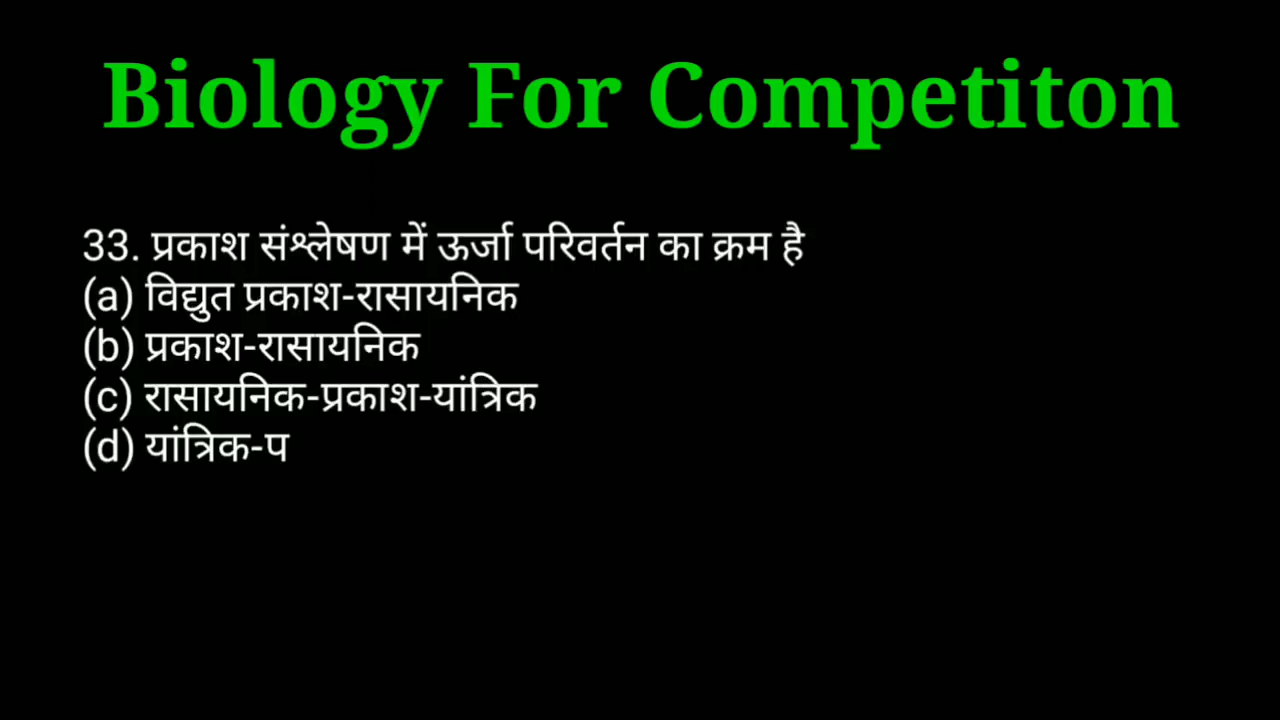 Biology For Competiton
33. प्रकाश संश्लेषण में ऊर्जा परिवर्तन का क्रम है
(a) विद्युत प्रकाश-रासायनिक
(b) प्रकाश-रासायनिक
(c) रासायनिक-प्रकाश-यांत्रिक
(d) यांत्रिक-प